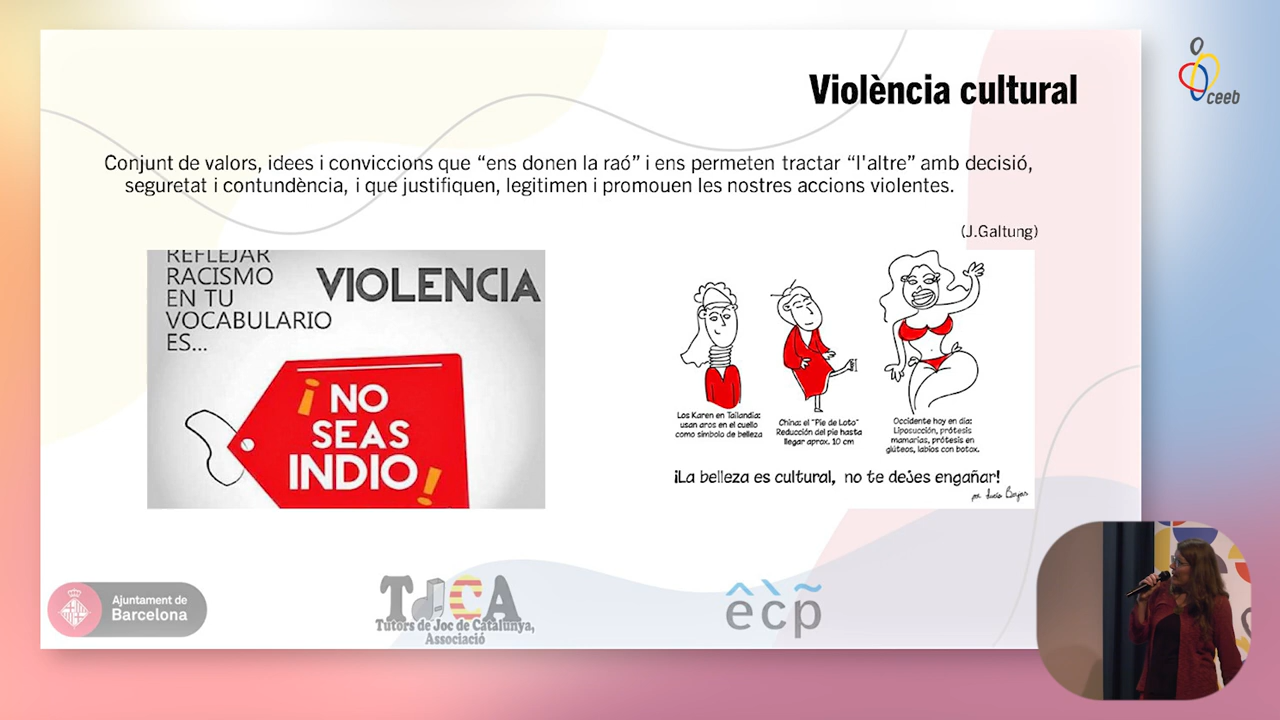 Violència cultural
ceeb
Conjunt de valors, idees i conviccions que “ens donen la raó” i ens permeten tractar “l'altre” amb decisió,
seguretat i contundència, i que justifiquen, legitimen i promouen les nostres accions violentes.
(J.Galtung)
REFLEJAR
RACISMO
EN TU
VOCABULARIO
ES...
VIOLENCIA
¡NO
SEAS
INDIO!
Los Karen en Tailandia:
usan aros en el cuello
como símbolo de belleza
China: el "Pie de Loto"
Reducción del pie hasta
llegar aprox. 10 cm
Occidente hoy en día:
Liposucción, prótesis
mamarias, prótesis en
glúteos, labios con botox.
¡La belleza es cultural, no te dejes engañar!
Ajuntament de
Barcelona
TJCA
Tutors de Joc de Catalunya,
Associació
ecp